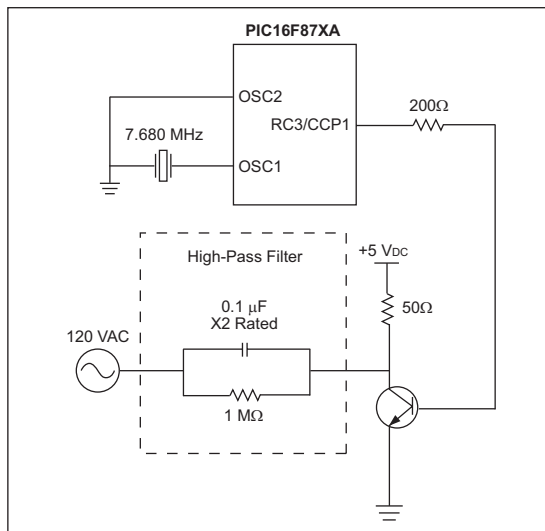 PIC16F87XA
OSC2
200Ω
RC3/CCP1
7.680 MHz
OSC1
High-Pass Filter
+5 VDC
0.1 μF
X2 Rated
50Ω
120 VAC
1 MΩ